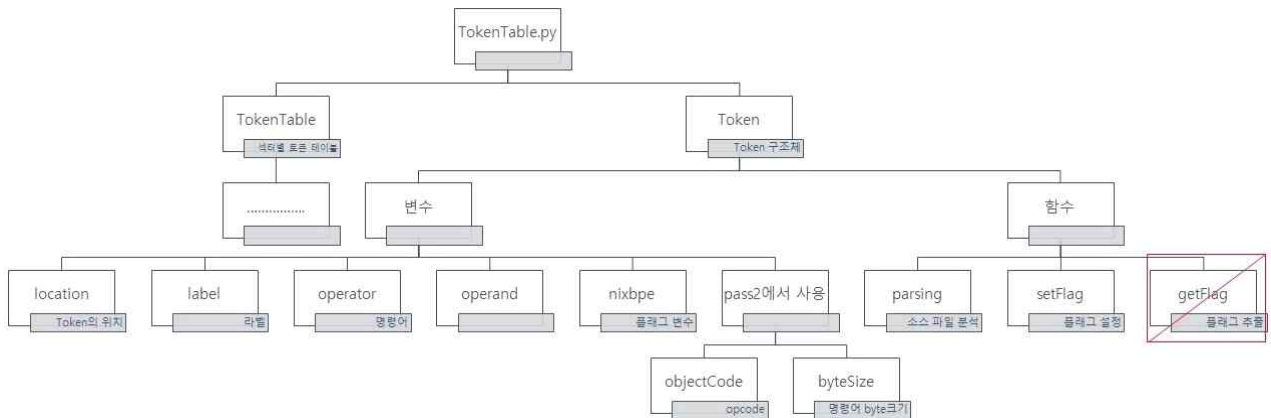 TokenTable.py
TokenTable
섹터별 토큰 테이블
Token
Token 구조체
................
변수
함수
location
Token의 위치
label
라벨
operator
명령어
operand
nixbpe
플래그 변수
pass2에서 사용
parsing
소스 파일 분석
setFlag
플래그 설정
getFlag
플래그 추출
objectCode
opcode
byteSize
명령어 byte크기